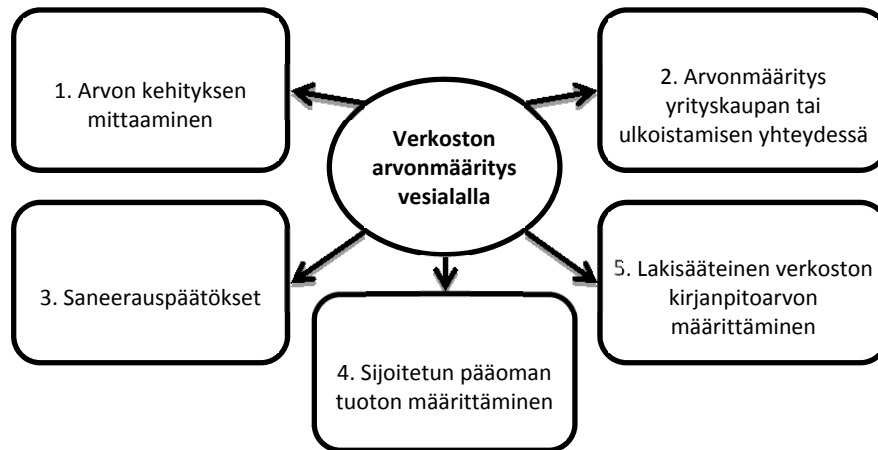 1. Arvon kehityksen
mittaaminen
2. Arvonmääritys
yrityskaupan tai
ulkoistamisen yhteydessä
Verkoston
arvonmääritys
vesialalla
3. Saneerauspäätökset
4. Sijoitetun pääoman
tuoton määrittäminen
5. Lakisääteinen verkoston
kirjanpitoarvon
määrittäminen